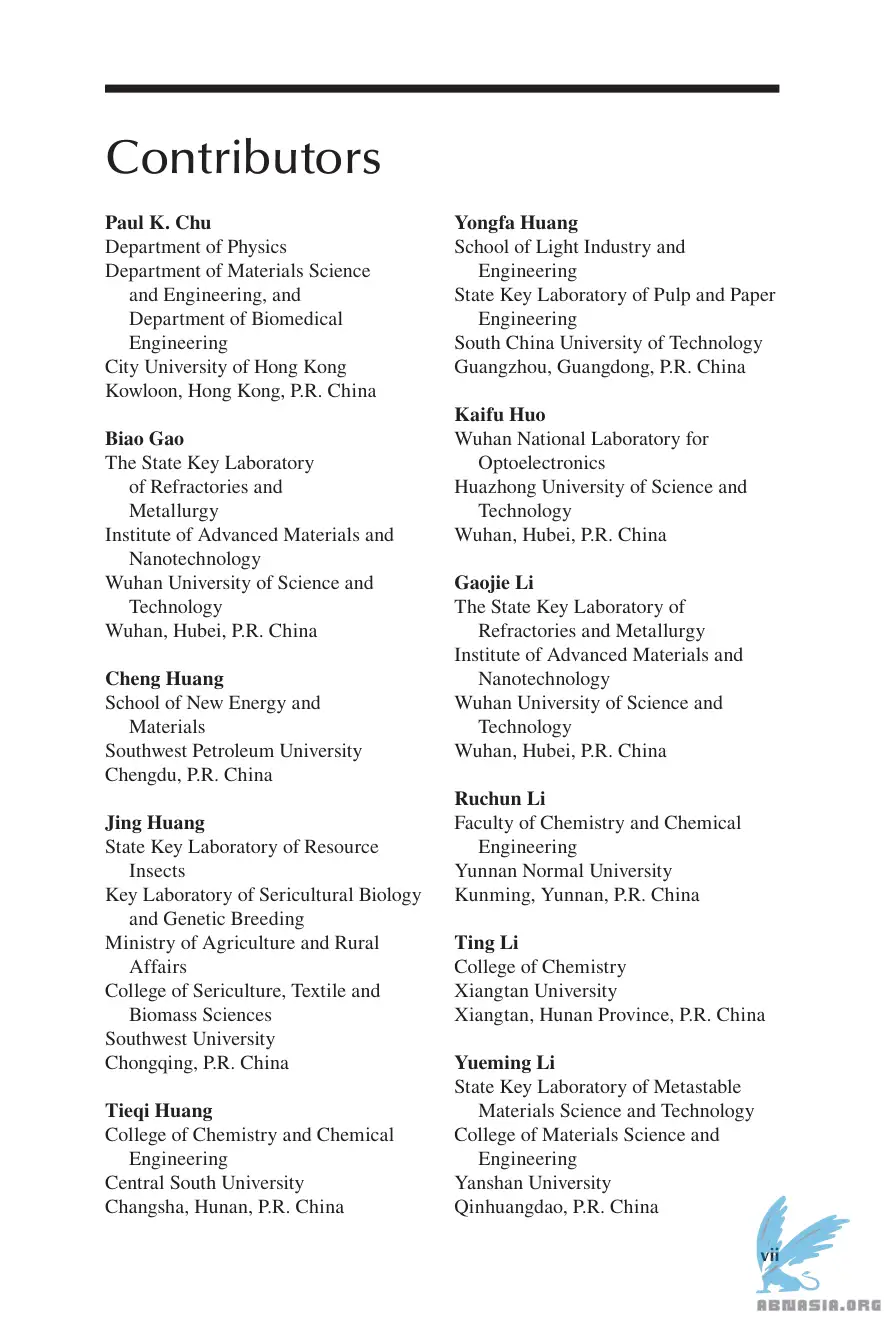 Contributors
Paul K. Chu
Department of Physics
Department of Materials Science
and Engineering, and
Department of Biomedical
Engineering
City University of Hong Kong
Kowloon, Hong Kong, P.R. China
Biao Gao
The State Key Laboratory
of Refractories and
Metallurgy
Institute of Advanced Materials and
Nanotechnology
Wuhan University of Science and
Technology
Wuhan, Hubei, P.R. China
Cheng Huang
School of New Energy and
Materials
Southwest Petroleum University
Chengdu, P.R. China
Jing Huang
State Key Laboratory of Resource
Insects
Key Laboratory of Sericultural Biology
and Genetic Breeding
Ministry of Agriculture and Rural
Affairs
College of Sericulture, Textile and
Biomass Sciences
Southwest University
Chongqing, P.R. China
Tieqi Huang
College of Chemistry and Chemical
Engineering
Central South University
Changsha, Hunan, P.R. China
Yongfa Huang
School of Light Industry and
Engineering
State Key Laboratory of Pulp and Paper
Engineering
South China University of Technology
Guangzhou, Guangdong, P.R. China
Kaifu Huo
Wuhan National Laboratory for
Optoelectronics
Huazhong University of Science and
Technology
Wuhan, Hubei, P.R. China
Gaojie Li
The State Key Laboratory of
Refractories and Metallurgy
Institute of Advanced Materials and
Nanotechnology
Wuhan University of Science and
Technology
Wuhan, Hubei, P.R. China
Ruchun Li
Faculty of Chemistry and Chemical
Engineering
Yunnan Normal University
Kunming, Yunnan, P.R. China
Ting Li
College of Chemistry
Xiangtan University
Xiangtan, Hunan Province, P.R. China
Yueming Li
State Key Laboratory of Metastable
Materials Science and Technology
College of Materials Science and
Engineering
Yanshan University
Qinhuangdao, P.R. China
vii
ABNASIA.ORG